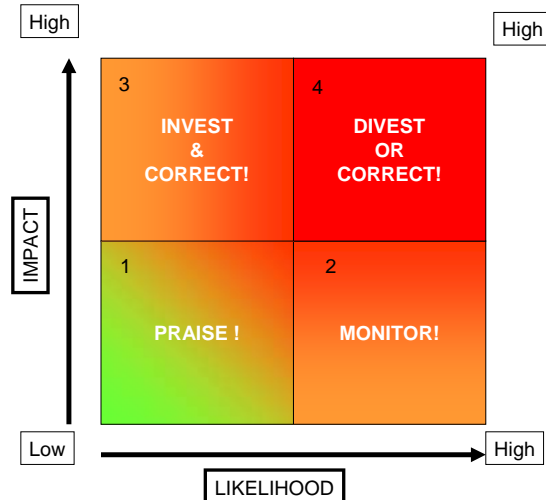 High
High
3
4
INVEST
&
CORRECT!
DIVEST
OR
CORRECT!
IMPACT
1
2
PRAISE !
MONITOR!
Low
High
LIKELIHOOD